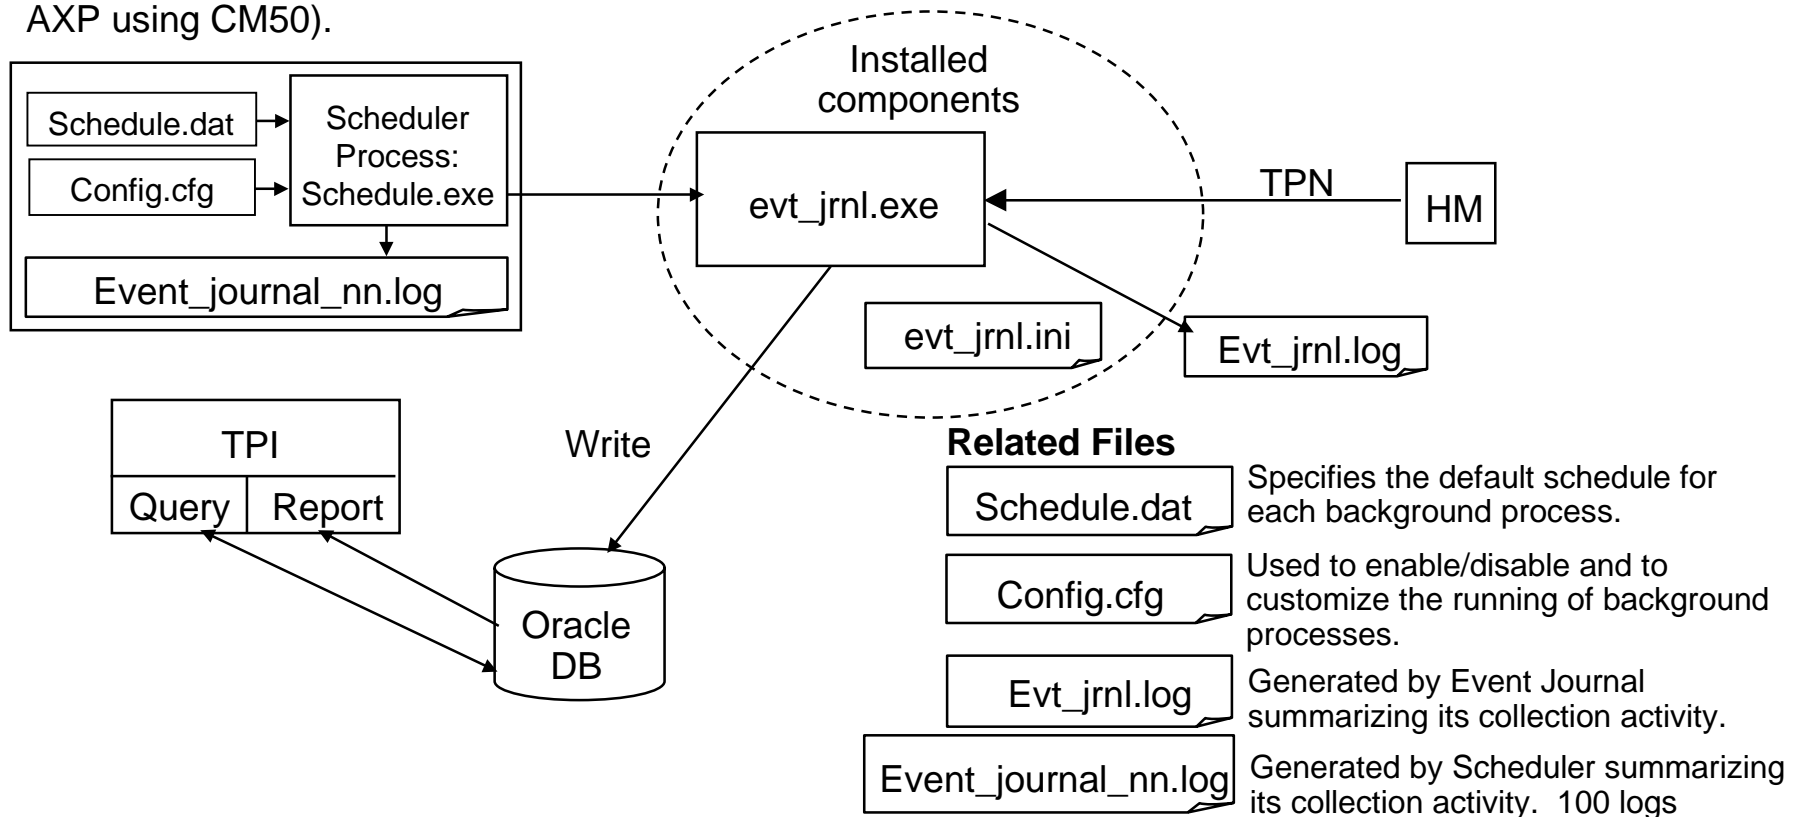 AXP using CM50).
Installed
components
Schedule.dat
Config.cfg
Scheduler
Process:
Schedule.exe
Event_journal_nn.log
evt_jrnl.exe
TPN
HM
evt_jrnl.ini
Evt_jrnl.log
TPI
Query
Report
Write
Oracle
DB
Related Files
Schedule.dat
Specifies the default schedule for
each background process.
Config.cfg
Used to enable/disable and to
customize the running of background
processes.
Evt_jrnl.log
Generated by Event Journal
summarizing its collection activity.
Event_journal_nn.log
Generated by Scheduler summarizing
its collection activity.  100 logs